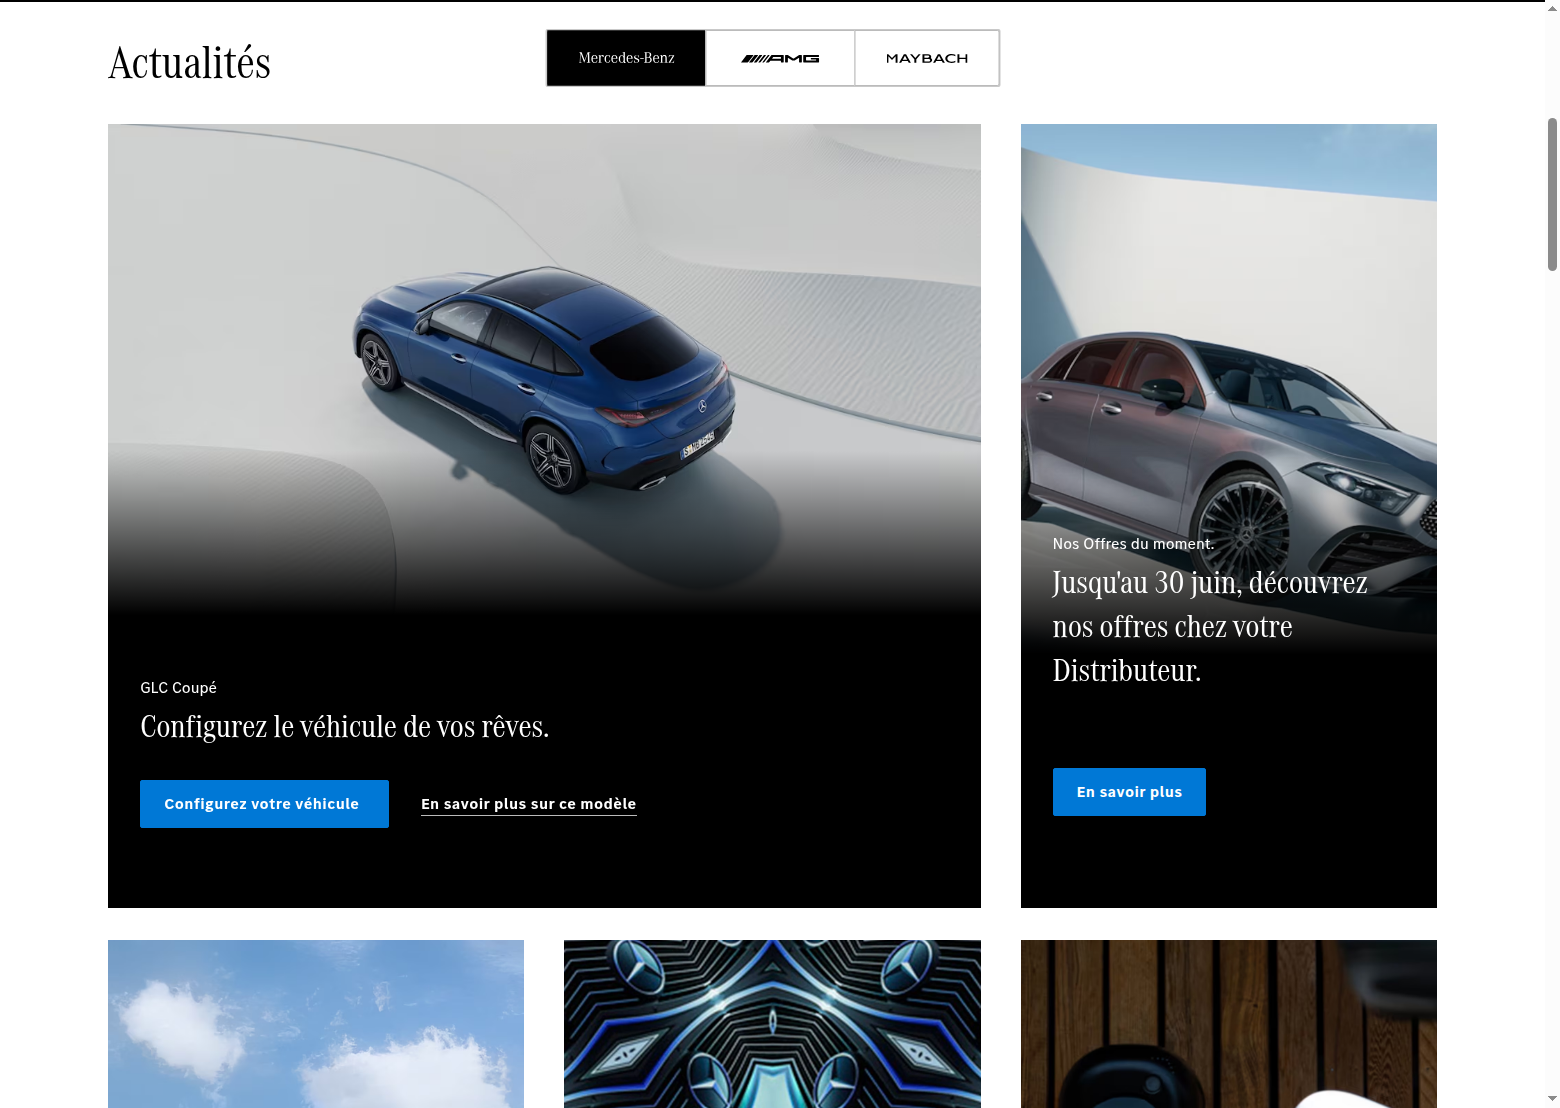 Actualités
Mercedes-Benz
AMG
MAYBACH
GLC Coupé
Configurez le véhicule de vos rêves.
Configurez votre véhicule
En savoir plus sur ce modèle
Nos Offres du moment.
Jusqu'au 30 juin, découvrez
nos offres chez votre
Distributeur.
En savoir plus